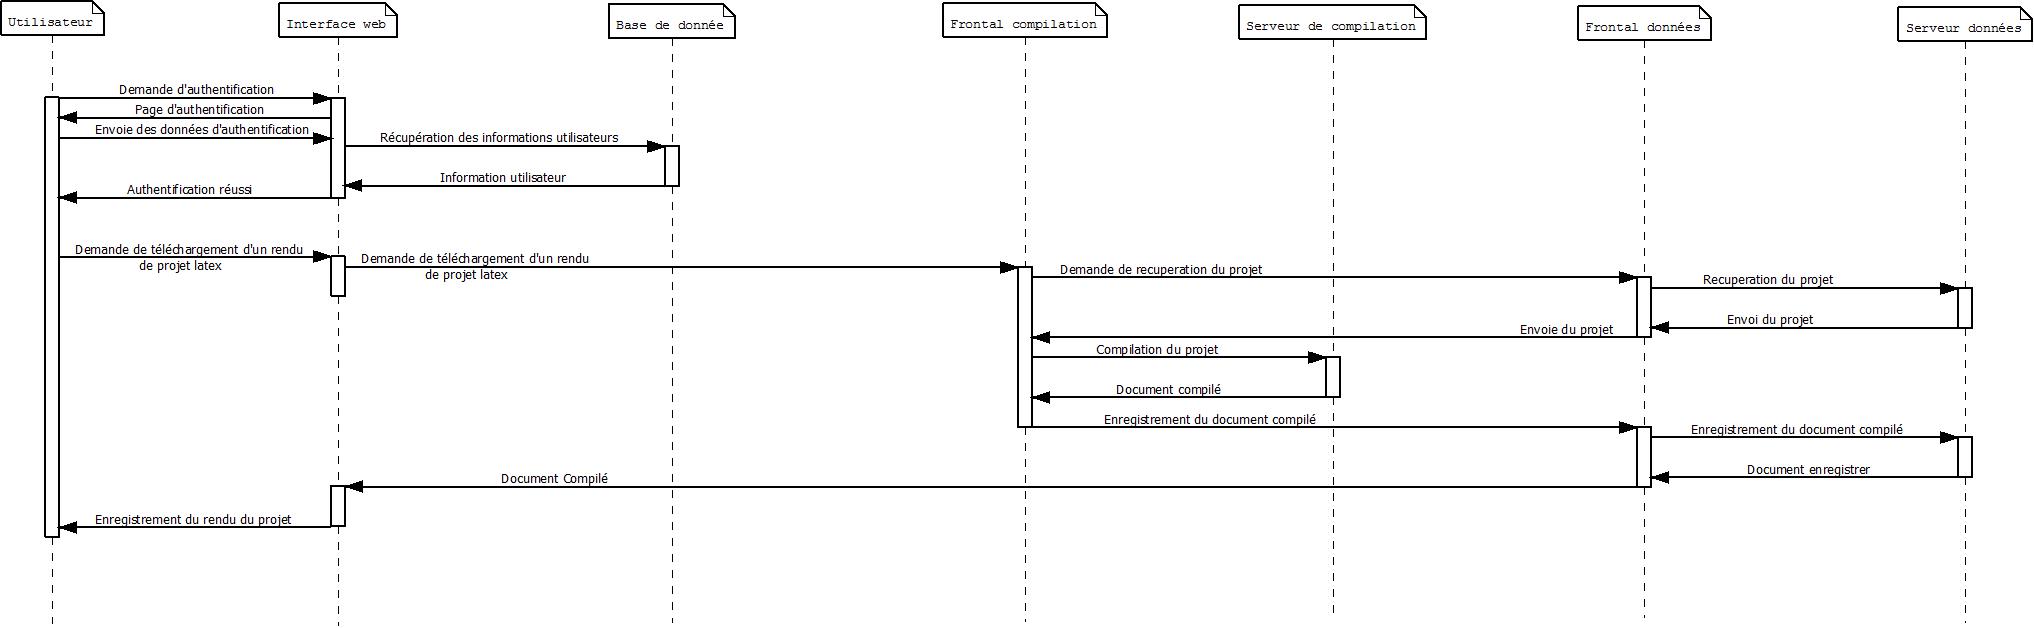 Utilisateur
Interface web
Base de donnée
Frontal compilation
Serveur de compilation
Frontal données
Serveur données
Demande d'authentification
Page d'authentification
Envoie des données d'authentification
Récupération des informations utilisateurs
Information utilisateur
Authentification réussi
Demande de téléchargement d'un rendu
de projet latex
Demande de téléchargement d'un rendu
de projet latex
Demande de recuperation du projet
Recuperation du projet
Envoi du projet
Envoie du projet
Compilation du projet
Document compilé
Enregistrement du document compilé
Enregistrement du document compilé
Document enregistrer
Document Compilé
Enregistrement du rendu du projet